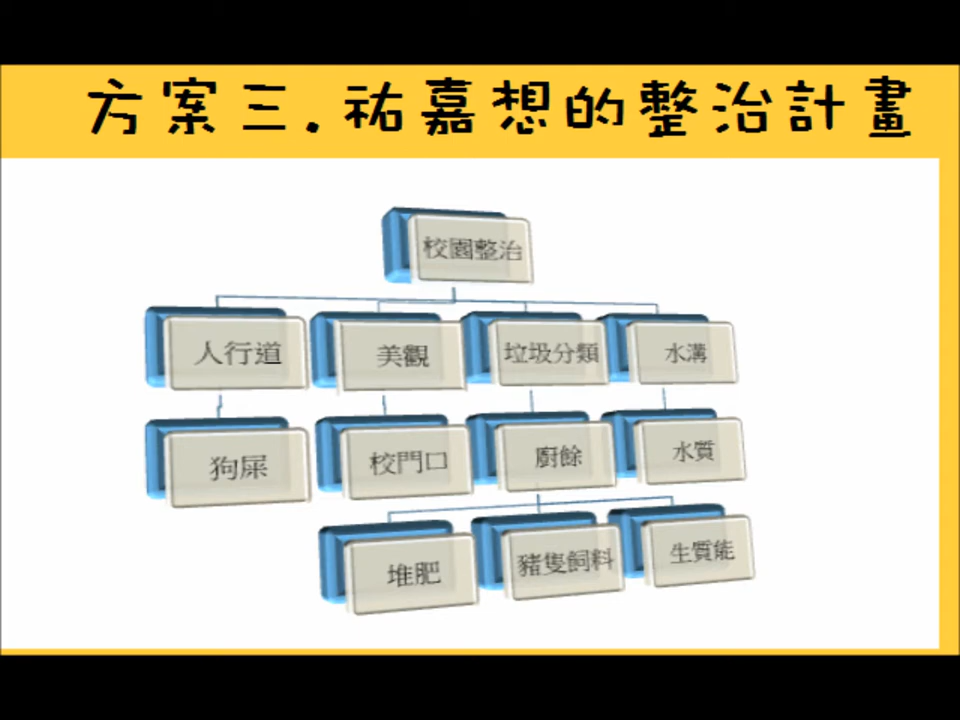 方案三.祐嘉想的整治計畫
校園整治
人行道 美觀 垃圾分類 水溝
狗屎 校門口 廚餘 水質
堆肥 豬隻飼料 生質能